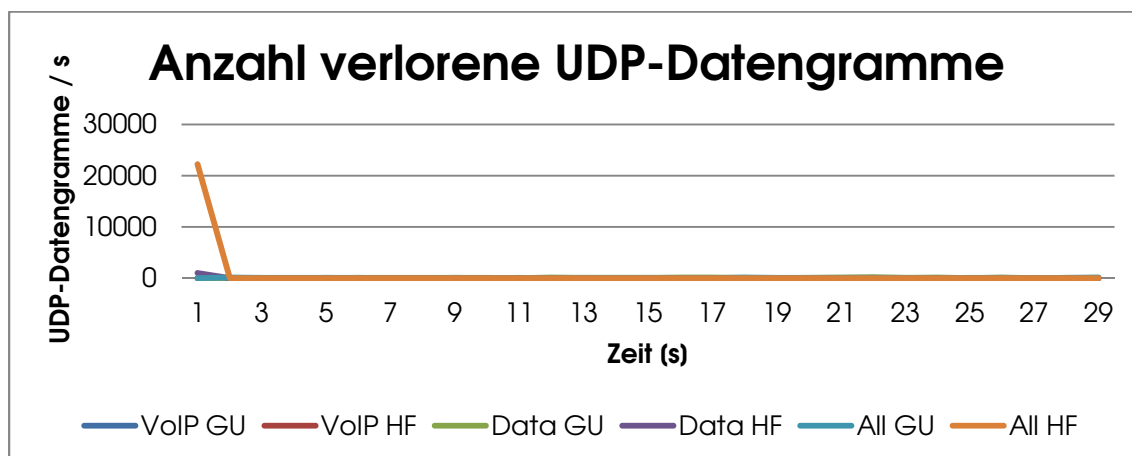 Anzahl verlorene UDP-Datengramme
UDP-Datengramme / s
30000
20000
10000
0
1 3 5 7 9 11 13 15 17 19 21 23 25 27 29
Zeit (s)
VoIP GU VoIP HF Data GU Data HF All GU All HF